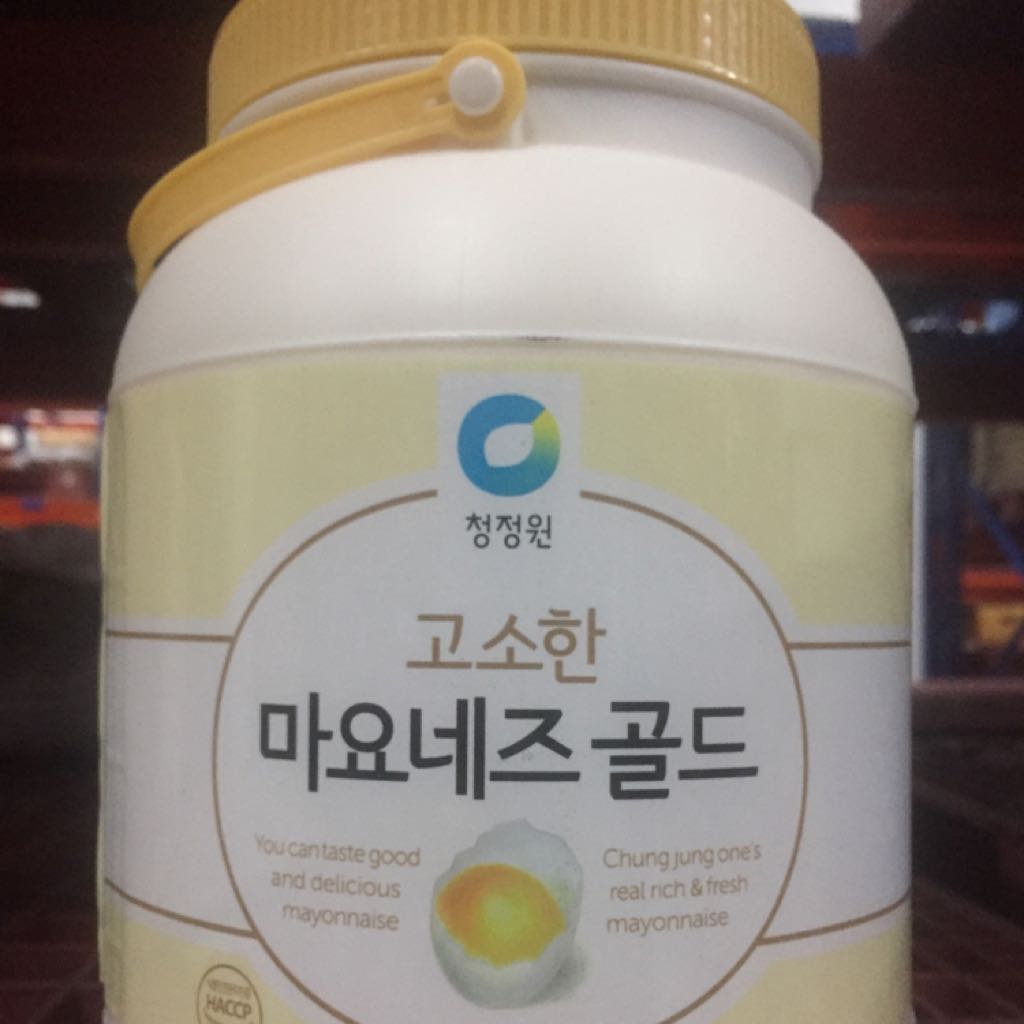 청정원
고소한
마요네즈 골드
You can taste good
and delicious
mayonnaise
Chung jung one's
real rich & fresh
mayonnaise
HACCP